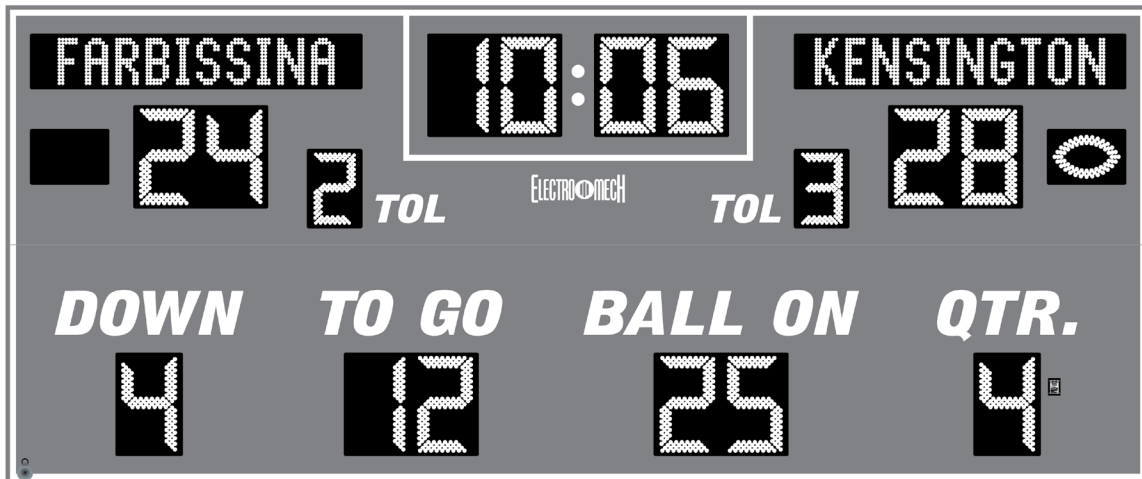 FARBISSINA 10:06 KENSINGTON
24 28
2 TOL ELECTRO MECH TOL 3
DOWN TO GO BALL ON QTR.
4 12 25 4